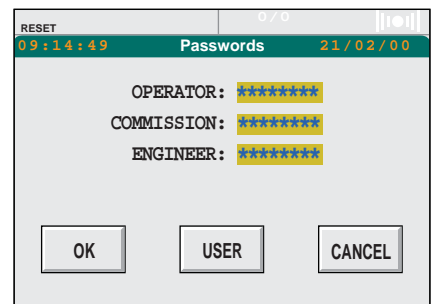 RESET 0/0
09:14:49 Passwords 21/02/00
OPERATOR: ********
COMMISSION: ********
ENGINEER: ********
OK USER CANCEL